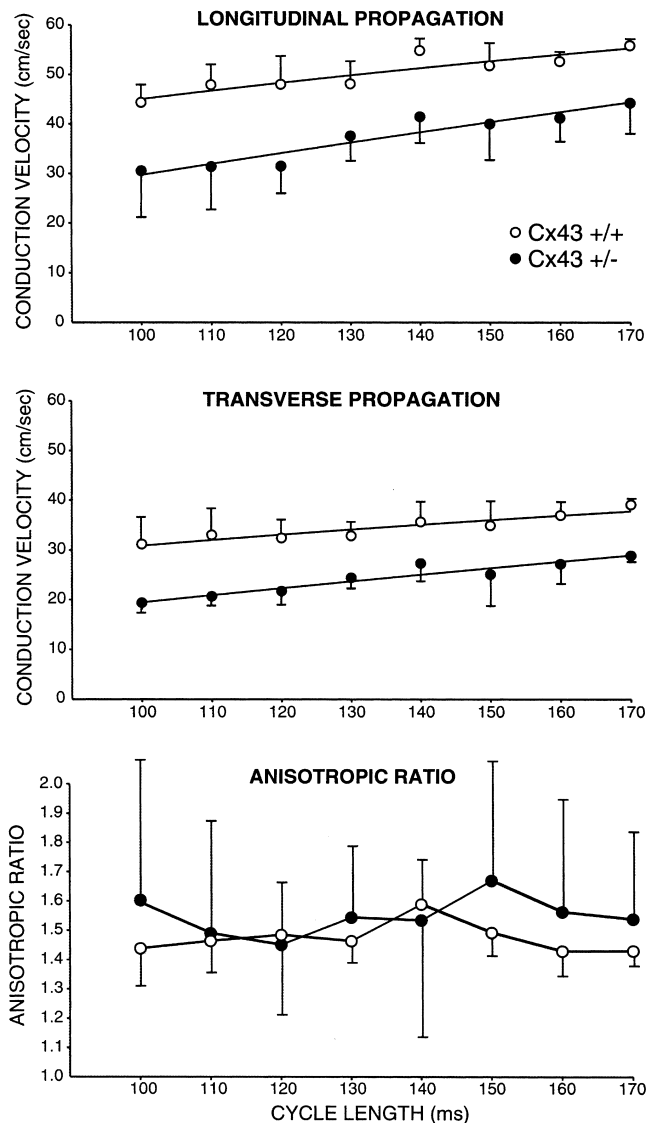 LONGITUDINAL PROPAGATION
CONDUCTION VELOCITY (cm/sec)
60
50
40
30
20
10
0
Cx43 +/+
Cx43 +/-
100 110 120 130 140 150 160 170
TRANSVERSE PROPAGATION
CONDUCTION VELOCITY (cm/sec)
60
50
40
30
20
10
0
100 110 120 130 140 150 160 170
ANISOTROPIC RATIO
ANISOTROPIC RATIO
2.0
1.9
1.8
1.7
1.6
1.5
1.4
1.3
1.2
1.1
1.0
100 110 120 130 140 150 160 170
CYCLE LENGTH (ms)